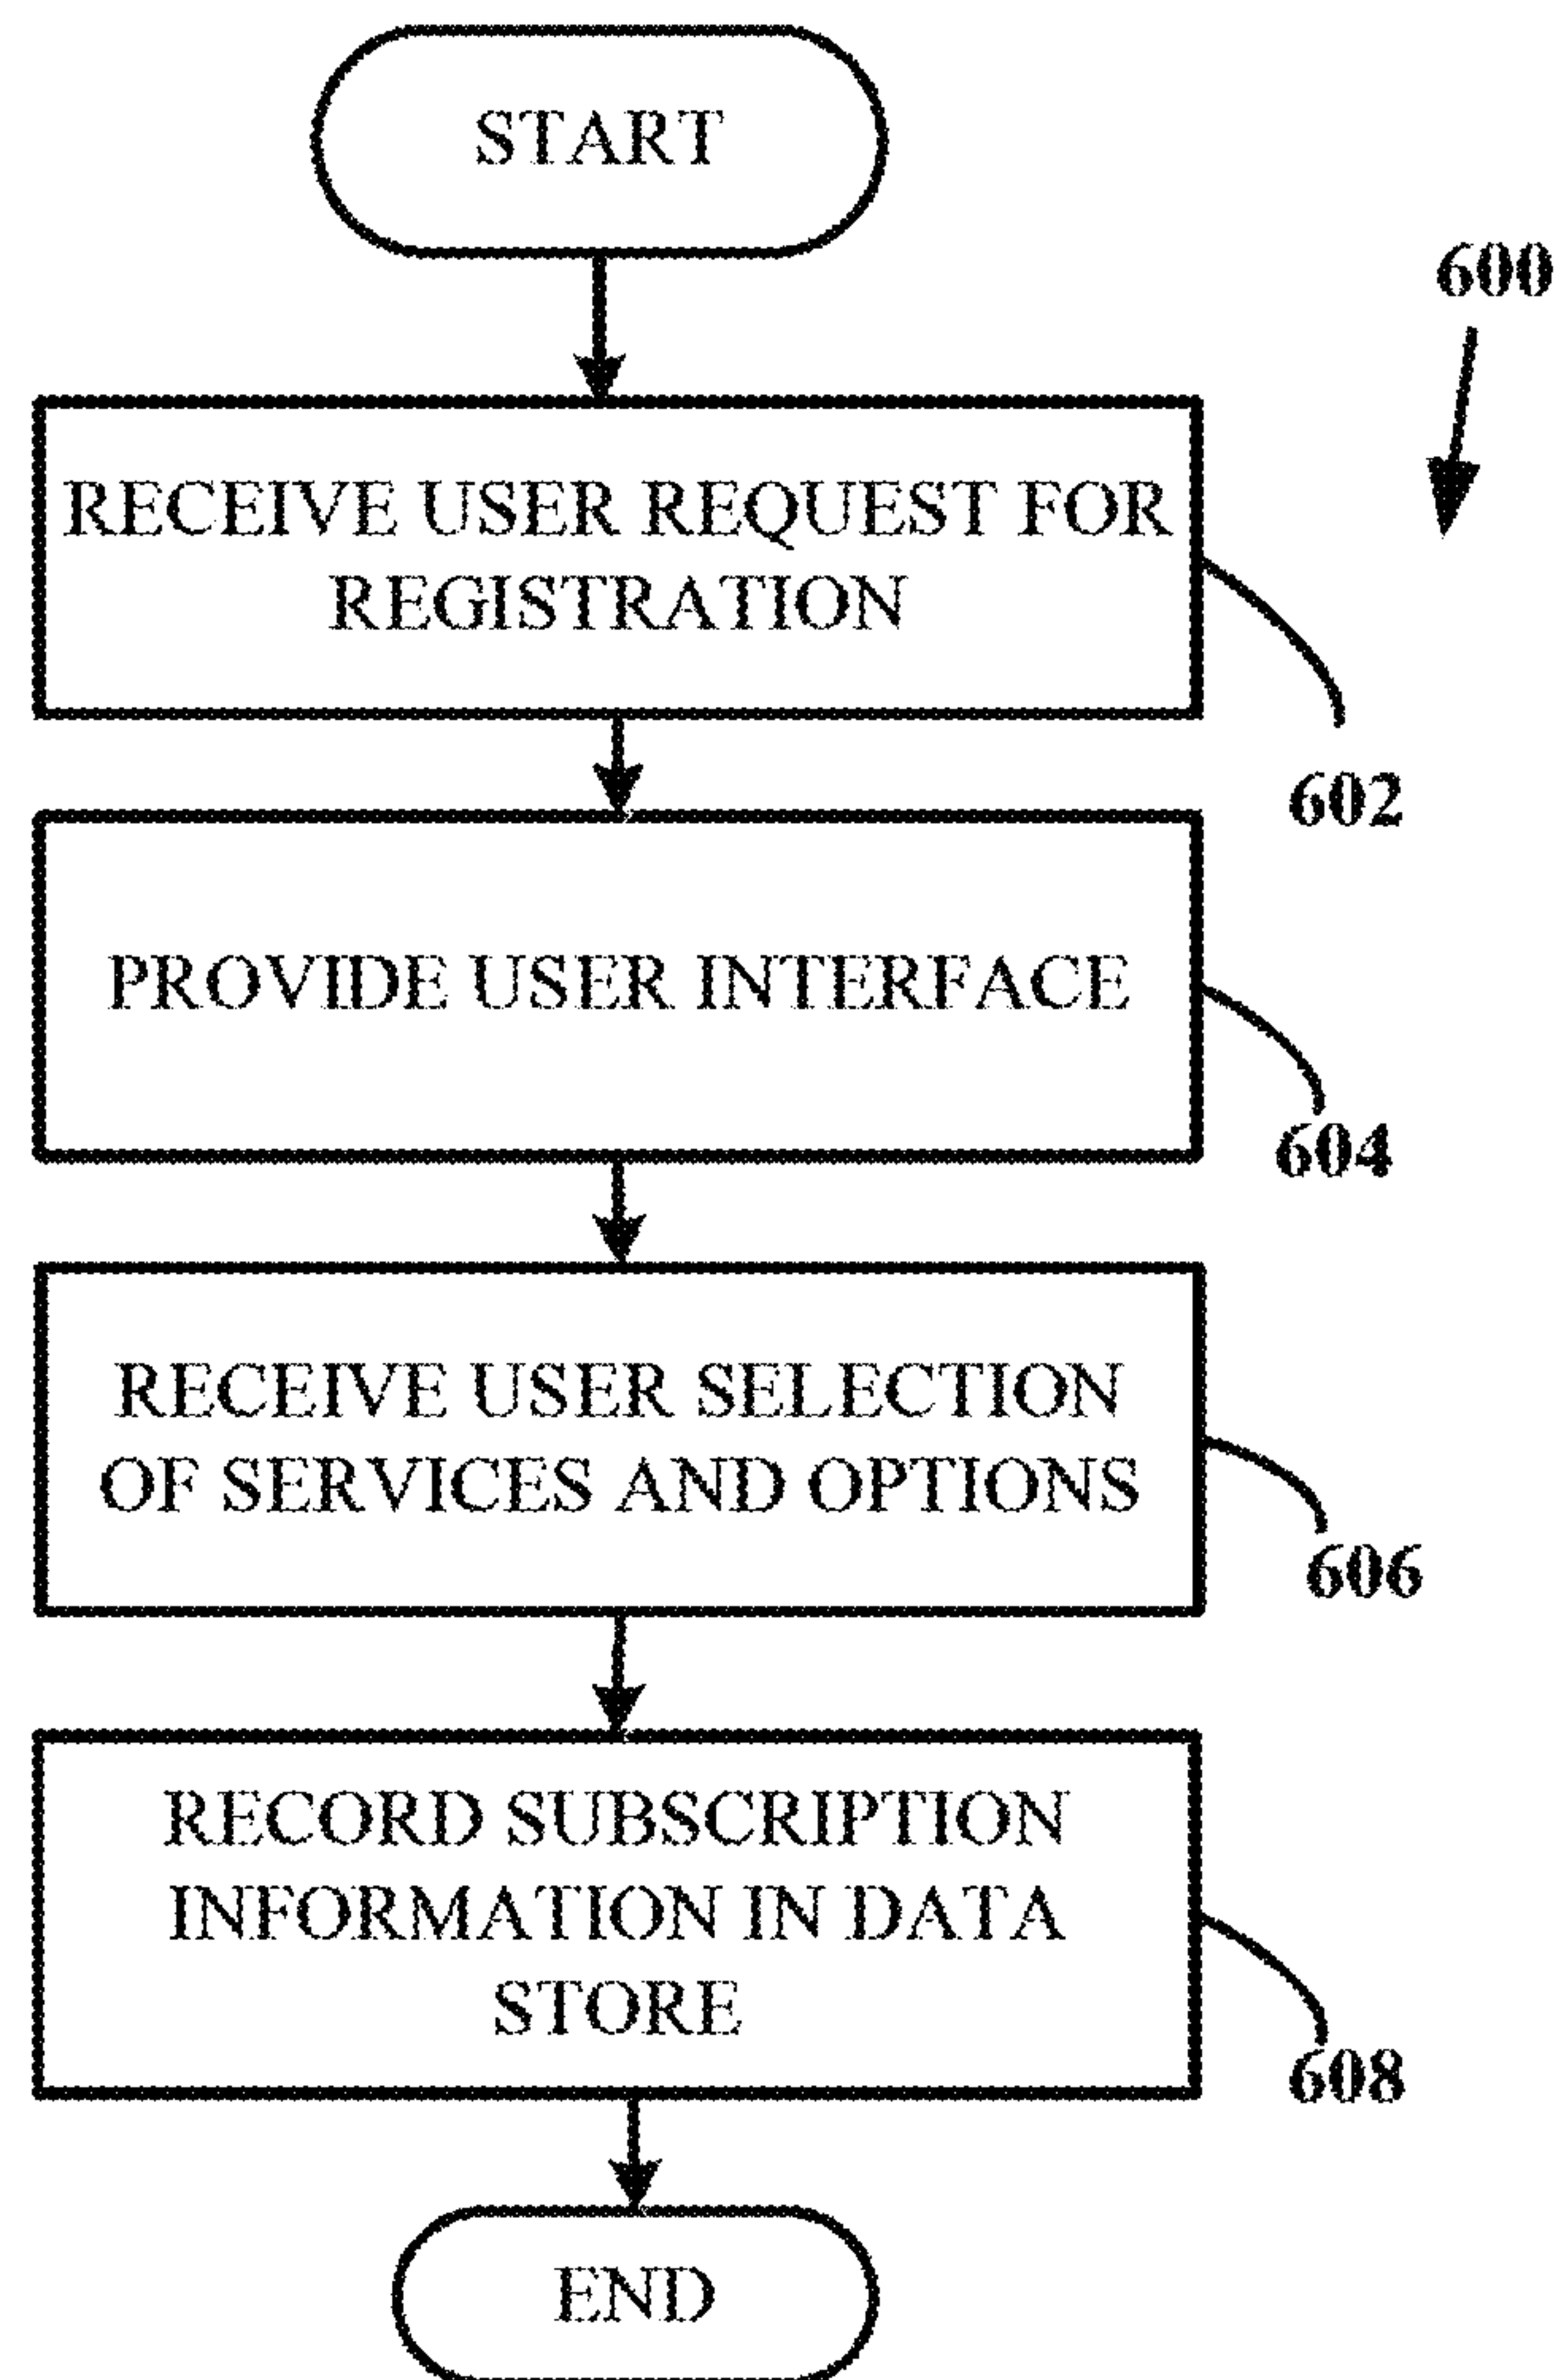 START
600
RECEIVE USER REQUEST FOR
REGISTRATION
602
PROVIDE USER INTERFACE
604
RECEIVE USER SELECTION
OF SERVICES AND OPTIONS
606
RECORD SUBSCRIPTION
INFORMATION IN DATA
STORE
608
END